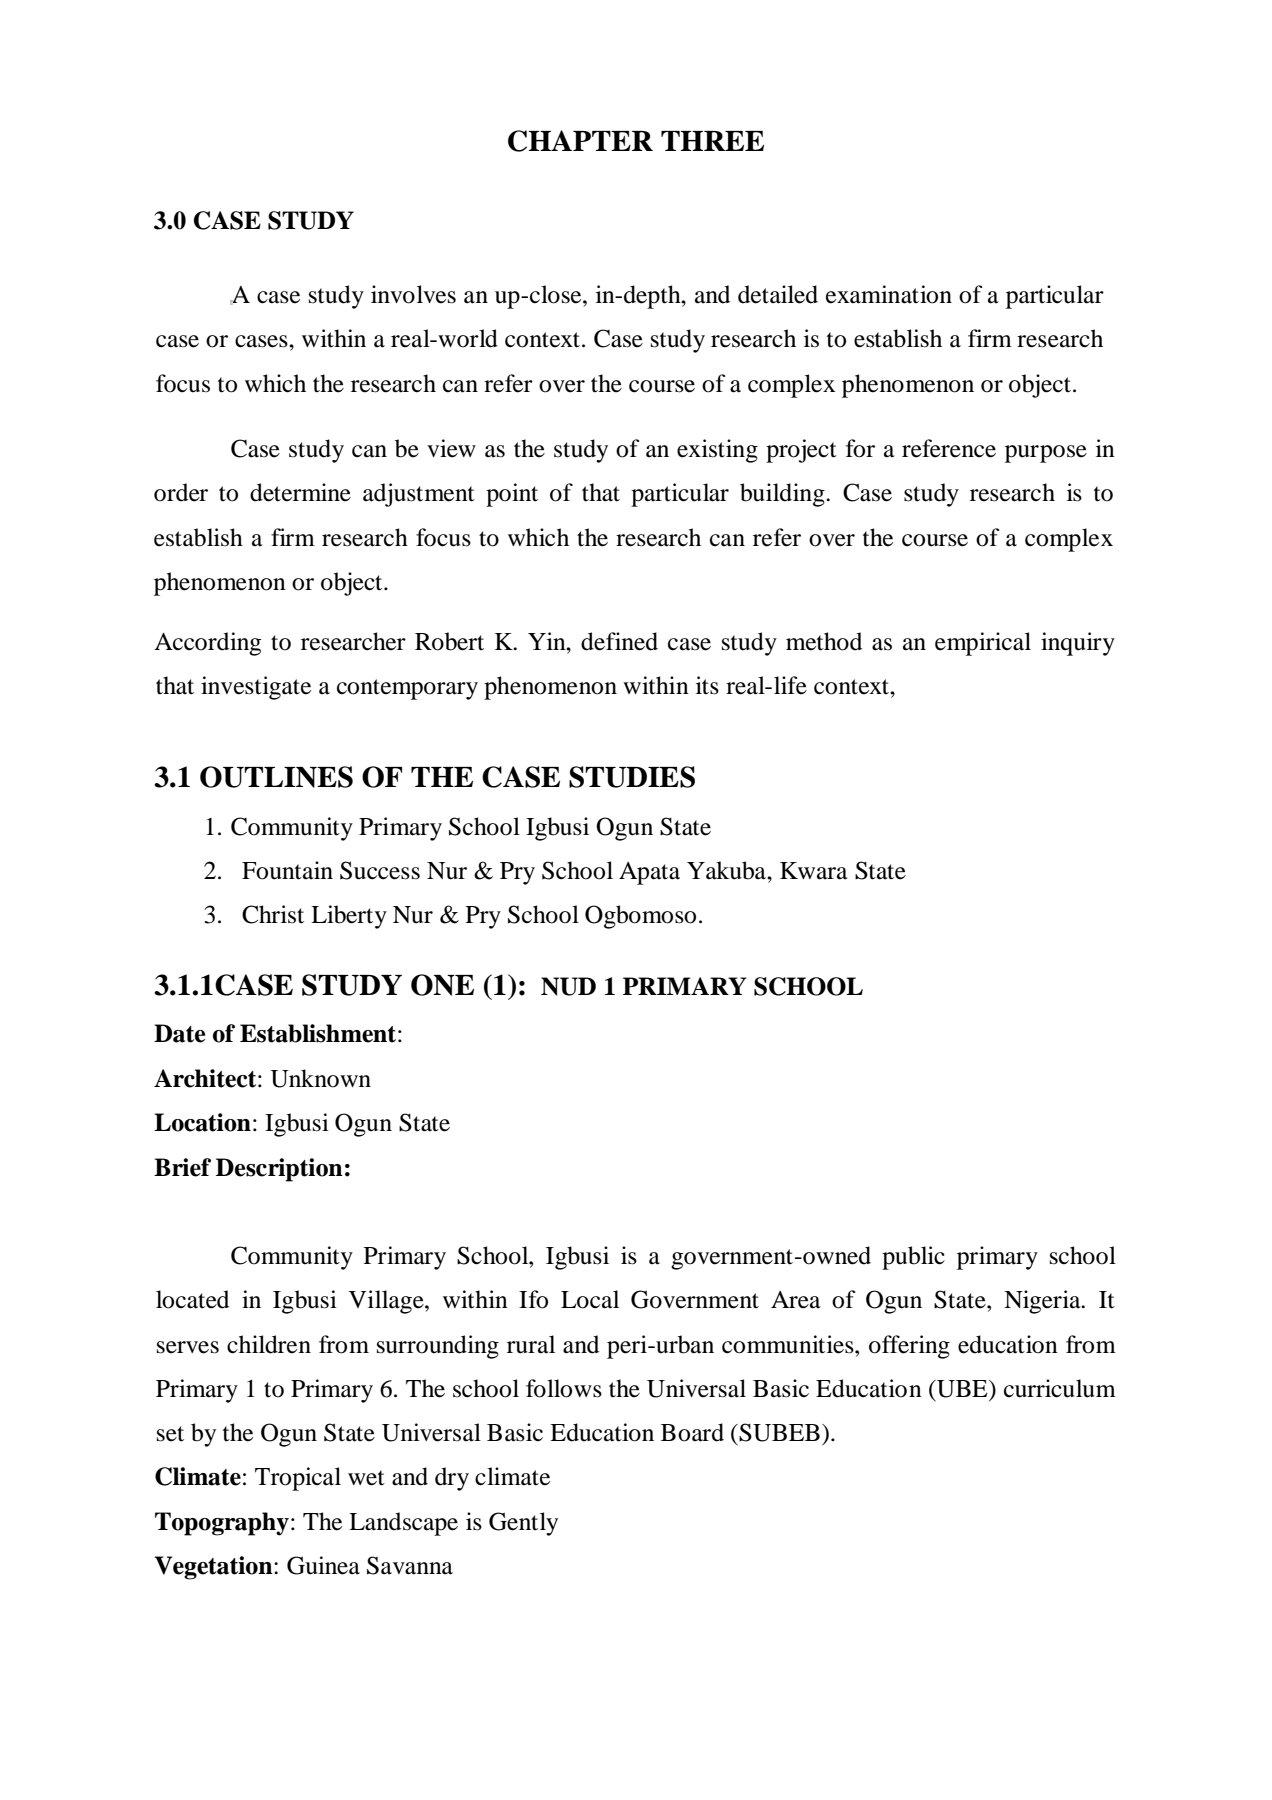 CHAPTER THREE
3.0 CASE STUDY
A case study involves an up-close, in-depth, and detailed examination of a particular
case or cases, within a real-world context. Case study research is to establish a firm research
focus to which the research can refer over the course of a complex phenomenon or object.
Case study can be view as the study of an existing project for a reference purpose in
order to determine adjustment point of that particular building. Case study research is to
establish a firm research focus to which the research can refer over the course of a complex
phenomenon or object.
According to researcher Robert K. Yin, defined case study method as an empirical inquiry
that investigate a contemporary phenomenon within its real-life context,
3.1 OUTLINES OF THE CASE STUDIES
1. Community Primary School Igbusi Ogun State
2. Fountain Success Nur & Pry School Apata Yakuba, Kwara State
3. Christ Liberty Nur & Pry School Ogbomoso.
3.1.1CASE STUDY ONE (1): NUD 1 PRIMARY SCHOOL
Date of Establishment:
Architect: Unknown
Location: Igbusi Ogun State
Brief Description:
Community Primary School, Igbusi is a government-owned public primary school
located in Igbusi Village, within Ifo Local Government Area of Ogun State, Nigeria. It
serves children from surrounding rural and peri-urban communities, offering education from
Primary 1 to Primary 6. The school follows the Universal Basic Education (UBE) curriculum
set by the Ogun State Universal Basic Education Board (SUBEB).
Climate: Tropical wet and dry climate
Topography: The Landscape is Gently
Vegetation: Guinea Savanna